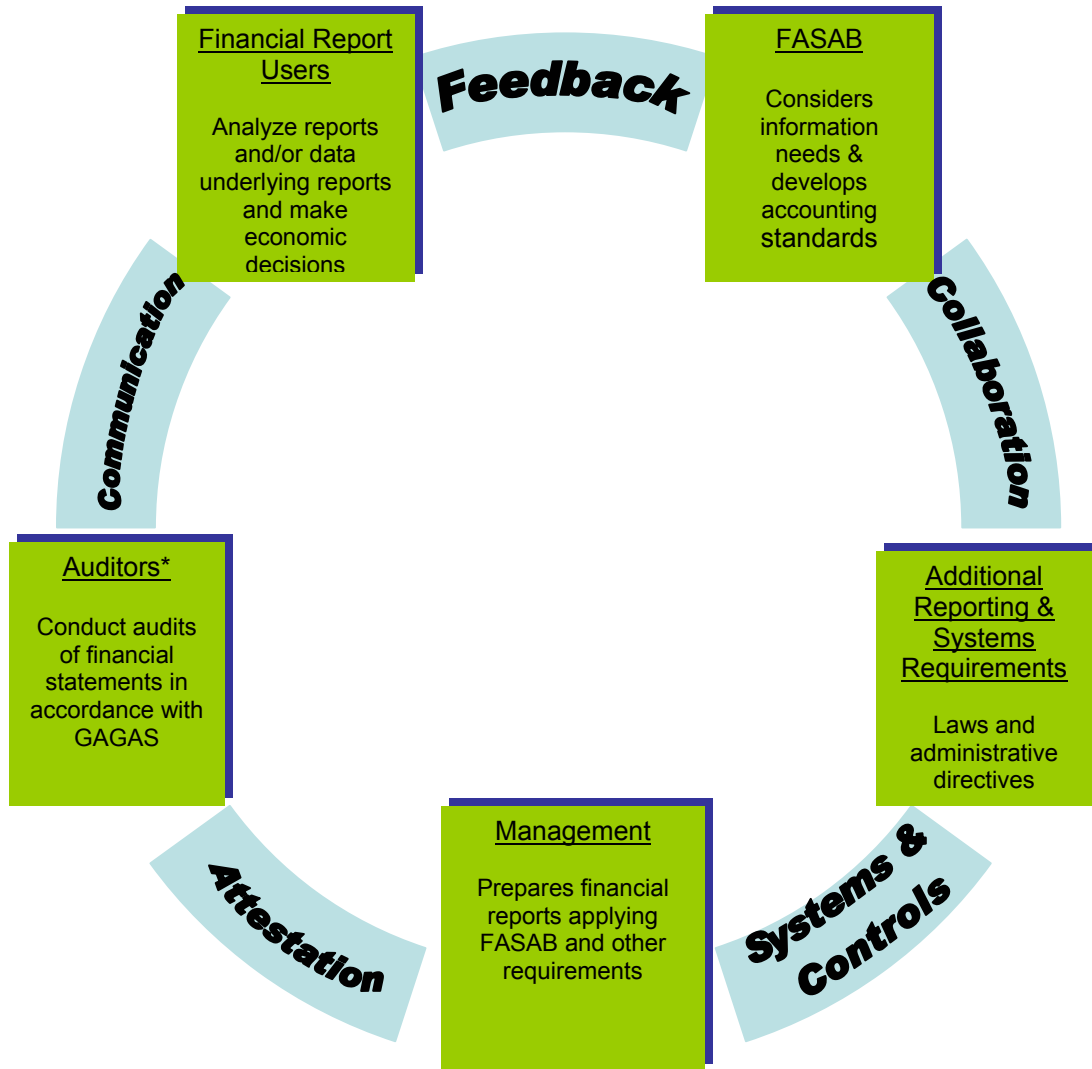 Financial Report
Users
Analyze reports
and/or data
underlying reports
and make
economic
decisions
Feedback
FASAB
Considers
information
needs &
develops
accounting
standards
Collaboration
Additional
Reporting &
Systems
Requirements
Laws and
administrative
directives
Systems &
Controls
Management
Prepares financial
reports applying
FASAB and other
requirements
Attestation
Auditors*
Conduct audits
of financial
statements in
accordance with
GAGAS
Communication